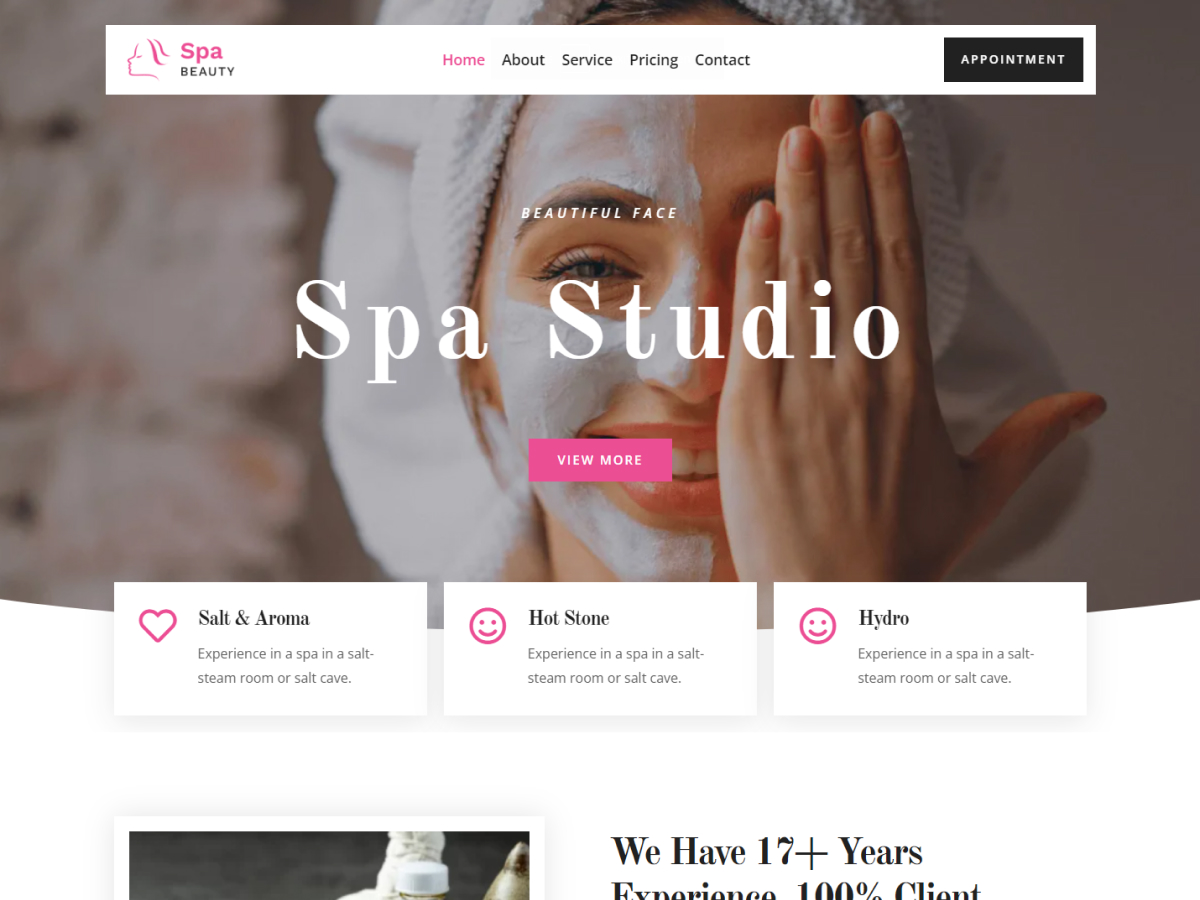 Spa
BEAUTY
Home About Service Pricing Contact
APPOINTMENT
BEAUTIFUL FACE
Spa Studio
VIEW MORE
Salt & Aroma
Experience in a spa in a salt-
steam room or salt cave.
Hot Stone
Experience in a spa in a salt-
steam room or salt cave.
Hydro
Experience in a spa in a salt-
steam room or salt cave.
We Have 17+ Years
Experience, 100% Client